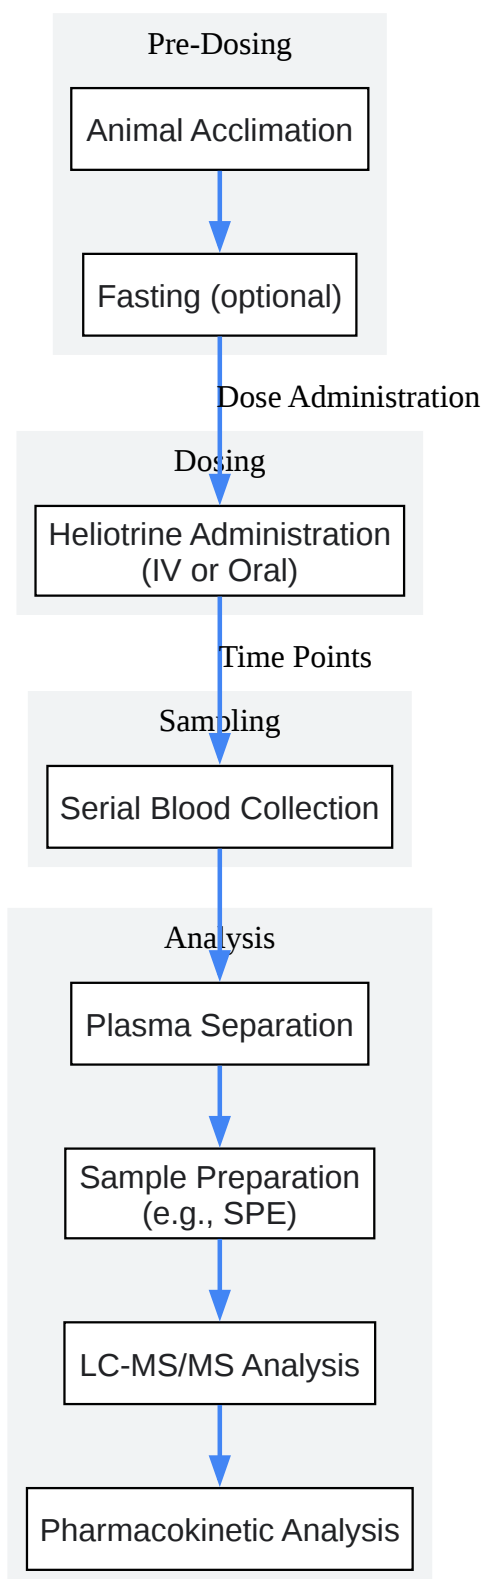 Pre-Dosing
Animal Acclimation
Fasting (optional)
Dose Administration
Dosing
Heliotrine Administration
(IV or Oral)
Time Points
Sampling
Serial Blood Collection
Analysis
Plasma Separation
Sample Preparation
(e.g., SPE)
LC-MS/MS Analysis
Pharmacokinetic Analysis